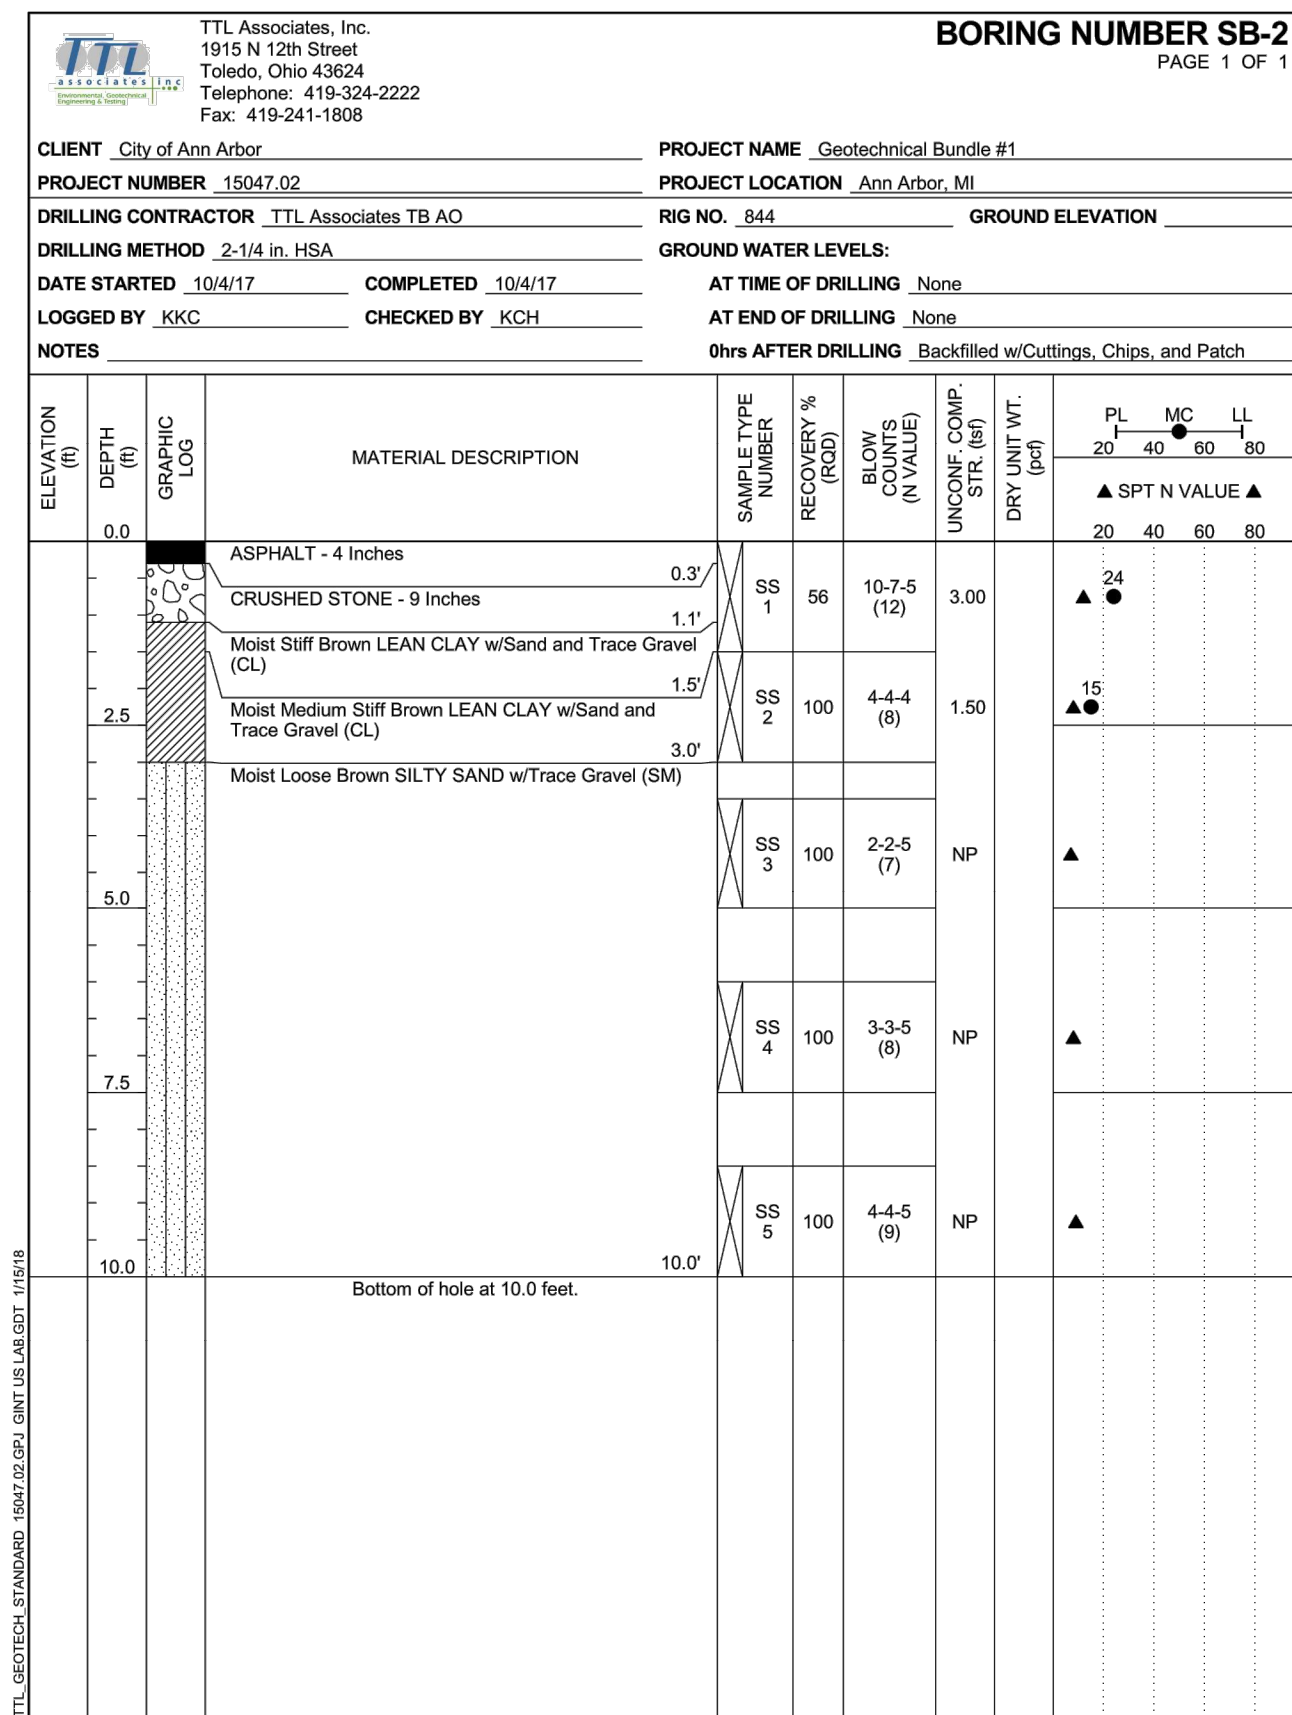 TTL
associates inc
Environmental, Geotechnical
Engineering & Testing
TTL Associates, Inc.
1915 N 12th Street
Toledo, Ohio 43624
Telephone: 419-324-2222
Fax: 419-241-1808
BORING NUMBER SB-2
PAGE 1 OF 1
CLIENT City of Ann Arbor
PROJECT NAME Geotechnical Bundle #1
PROJECT NUMBER 15047.02
PROJECT LOCATION Ann Arbor, MI
DRILLING CONTRACTOR TTL Associates TB AO
RIG NO. 844 GROUND ELEVATION
DRILLING METHOD 2-1/4 in. HSA
GROUND WATER LEVELS:
DATE STARTED 10/4/17 COMPLETED 10/4/17
AT TIME OF DRILLING None
LOGGED BY KKC CHECKED BY KCH
AT END OF DRILLING None
NOTES
0hrs AFTER DRILLING Backfilled w/Cuttings, Chips, and Patch
ELEVATION
(ft)
DEPTH
(ft)
0.0
GRAPHIC
LOG
MATERIAL DESCRIPTION
SAMPLE TYPE
NUMBER
RECOVERY %
(RQD)
BLOW
COUNTS
(N VALUE)
UNCONF. COMP.
STR. (tsf)
DRY UNIT WT.
(pcf)
PL MC LL
20 40 60 80
▲ SPT N VALUE ▲
20 40 60 80
ASPHALT - 4 Inches
0.3'
CRUSHED STONE - 9 Inches
1.1'
SS
1
56
10-7-5
(12)
3.00
24
Moist Stiff Brown LEAN CLAY w/Sand and Trace Gravel
(CL)
1.5'
Moist Medium Stiff Brown LEAN CLAY w/Sand and
Trace Gravel (CL)
3.0'
SS
2
100
4-4-4
(8)
1.50
15
2.5
Moist Loose Brown SILTY SAND w/Trace Gravel (SM)
SS
3
100
2-2-5
(7)
NP
5.0
SS
4
100
3-3-5
(8)
NP
7.5
SS
5
100
4-4-5
(9)
NP
10.0
10.0'
Bottom of hole at 10.0 feet.
TTL_GEOTECH_STANDARD 15047.02.GPJ GINT US LAB.GDT 1/15/18